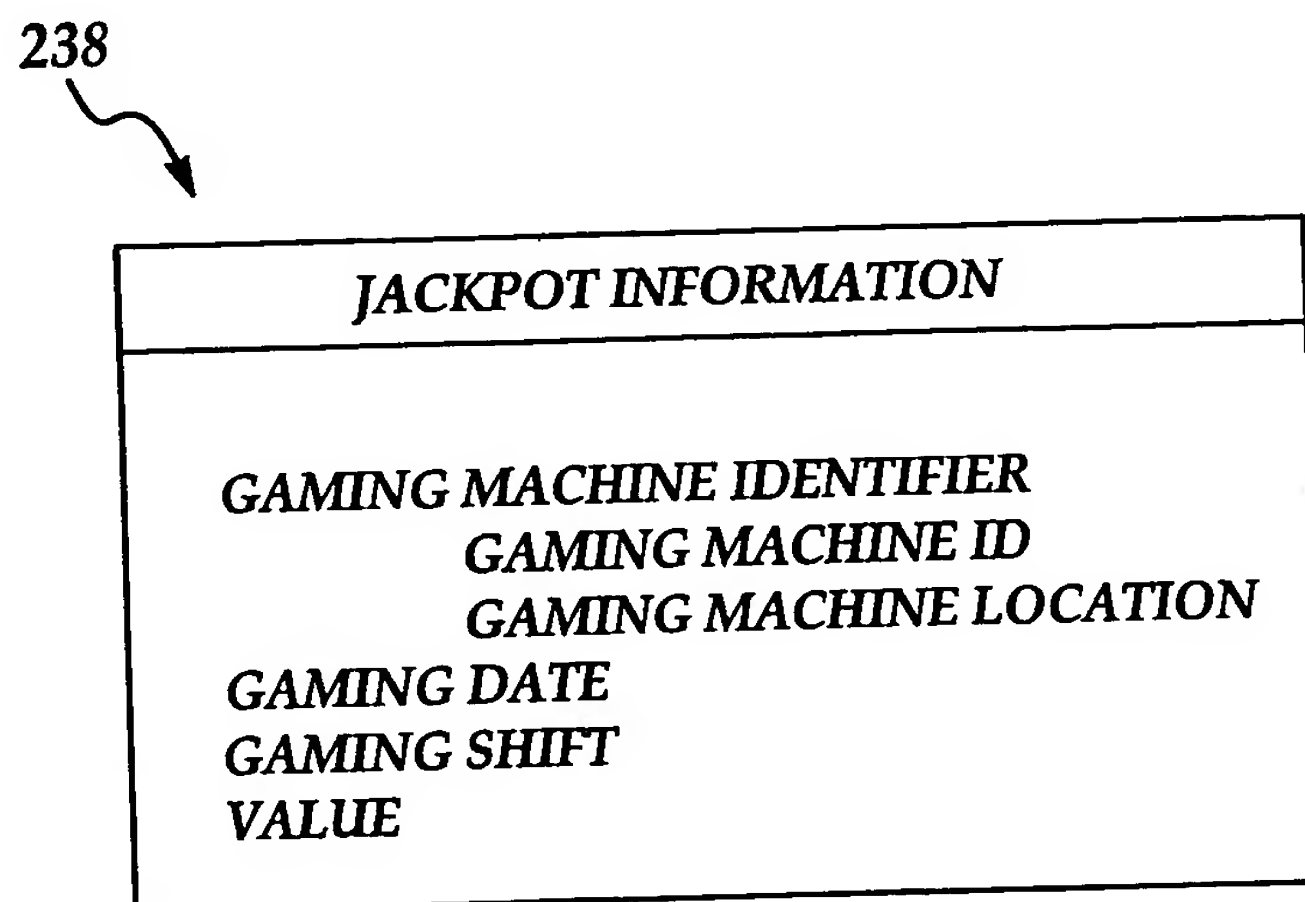 238
JACKPOT INFORMATION
GAMING MACHINE IDENTIFIER
GAMING MACHINE ID
GAMING MACHINE LOCATION
GAMING DATE
GAMING SHIFT
VALUE